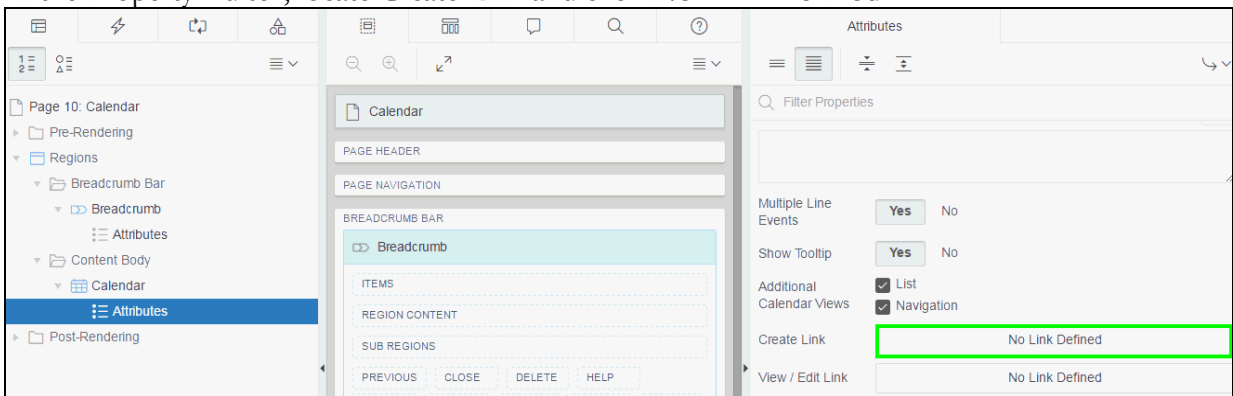 Attributes
1 =
2 =
Filter Properties
Page 10: Calendar
Pre-Rendering
Regions
Breadcrumb Bar
Breadcrumb
Attributes
Content Body
Calendar
Attributes
Post-Rendering
Calendar
PAGE HEADER
PAGE NAVIGATION
BREADCRUMB BAR
Breadcrumb
ITEMS
REGION CONTENT
SUB REGIONS
PREVIOUS CLOSE DELETE HELP
Multiple Line
Events
Yes No
Show Tooltip
Yes No
Additional
Calendar Views
List
Navigation
Create Link
No Link Defined
View / Edit Link
No Link Defined